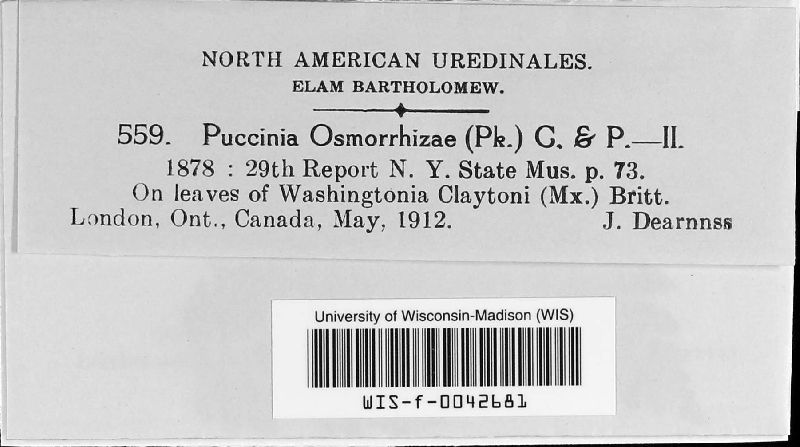 NORTH AMERICAN UREDINALES.
ELAM BARTHOLOMEW.
559. Puccinia Osmorrhizae (Pk.) C. & P.—II.
1878 : 29th Report N. Y. State Mus. p. 73.
On leaves of Washingtonia Claytoni (Mx.) Britt.
London, Ont., Canada, May, 1912. J. Dearnnss
University of Wisconsin-Madison (WIS)
WIS-f-0042681